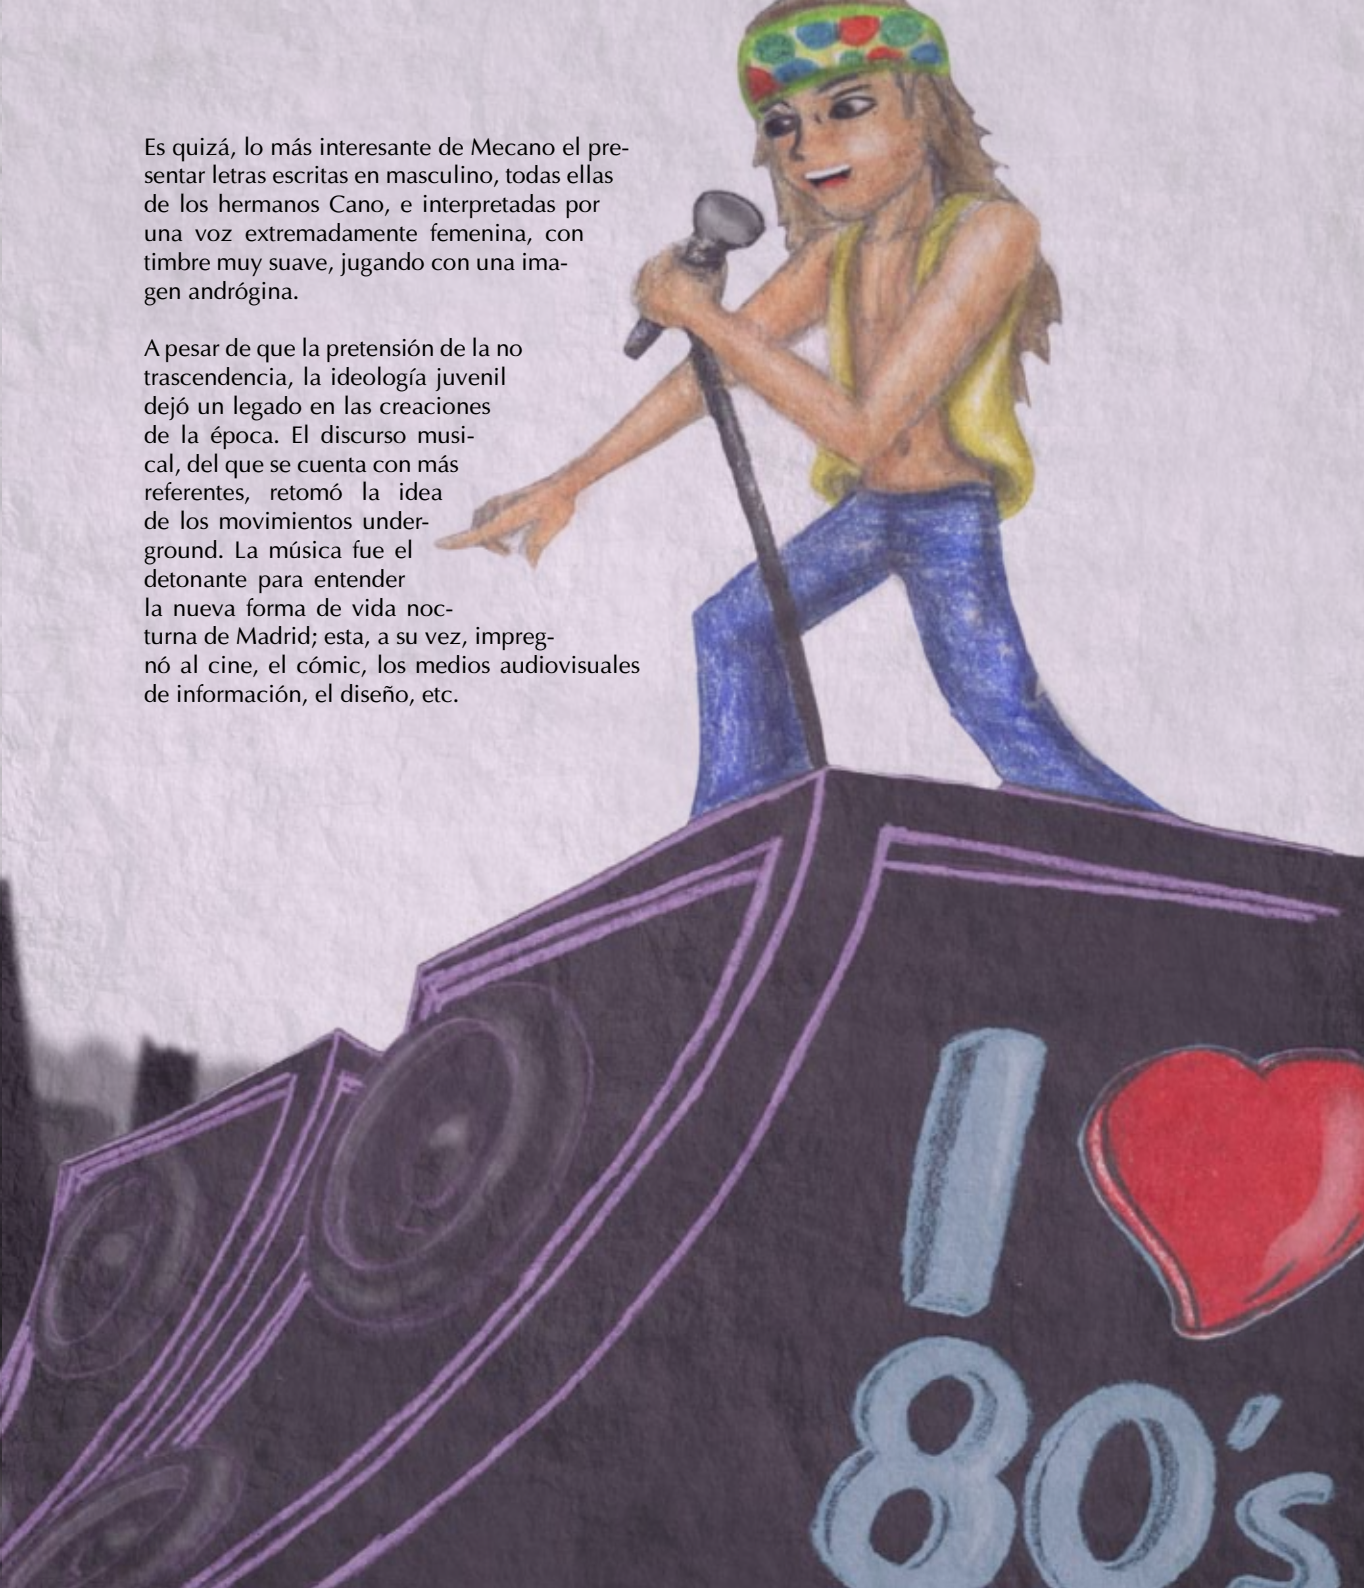 Es quizá, lo más interesante de Mecano el pre-
sentar letras escritas en masculino, todas ellas
de los hermanos Cano, e interpretadas por
una voz extremadamente femenina, con
timbre muy suave, jugando con una ima-
gen andrógina.
A pesar de que la pretensión de la no
trascendencia, la ideología juvenil
dejó un legado en las creaciones
de la época. El discurso musi-
cal, del que se cuenta con más
referentes, retomó la idea
de los movimientos under-
ground. La música fue el
detonante para entender
la nueva forma de vida noc-
turna de Madrid; esta, a su vez, impreg-
nó al cine, el cómic, los medios audiovisuales
de información, el diseño, etc.
I
80's